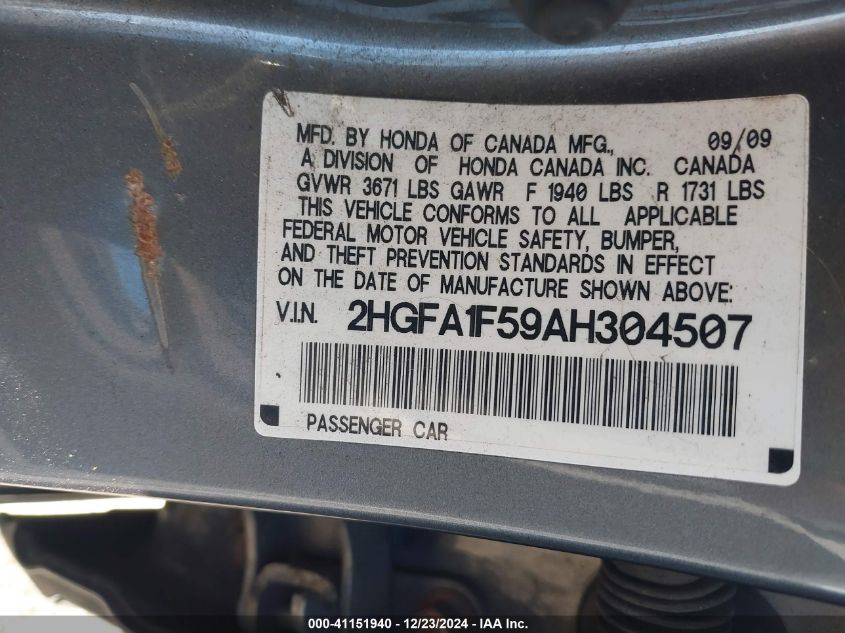 MFD. BY HONDA OF CANADA MFG., 09/09
A DIVISION OF HONDA CANADA INC. CANADA
GVWR 3671 LBS GAWR F 1940 LBS R 1731 LBS
THIS VEHICLE CONFORMS TO ALL APPLICABLE
FEDERAL MOTOR VEHICLE SAFETY, BUMPER,
AND THEFT PREVENTION STANDARDS IN EFFECT
ON THE DATE OF MANUFACTURE SHOWN ABOVE:
V.I.N. 2HGFA1F59AH304507
PASSENGER CAR
000-41151940 - 12/23/2024 - IAA Inc.